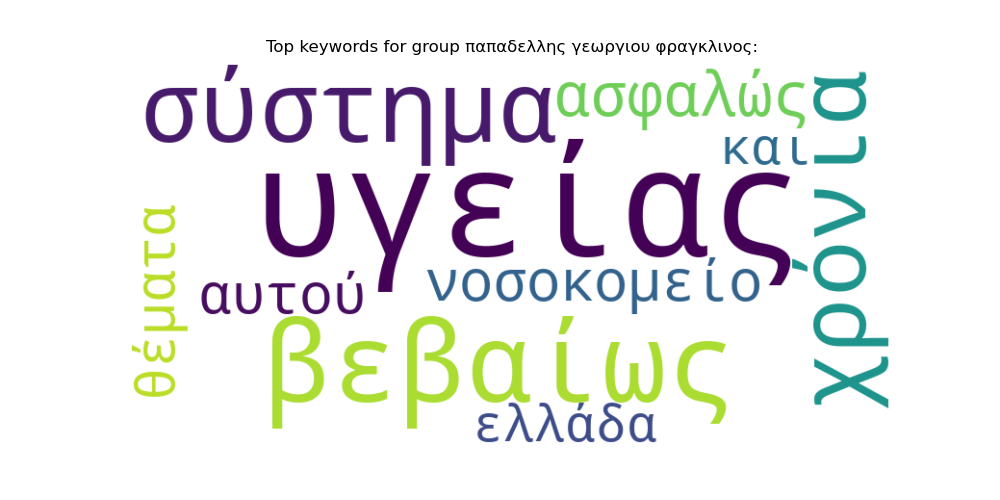 Top keywords for group παπαδελλης γεωργιου φραγκλινος:
σύστημα
ασφαλώς
και
χρόνια
υγείας
θέματα
αυτού
νοσοκομείο
βεβαίως
ελλάδα